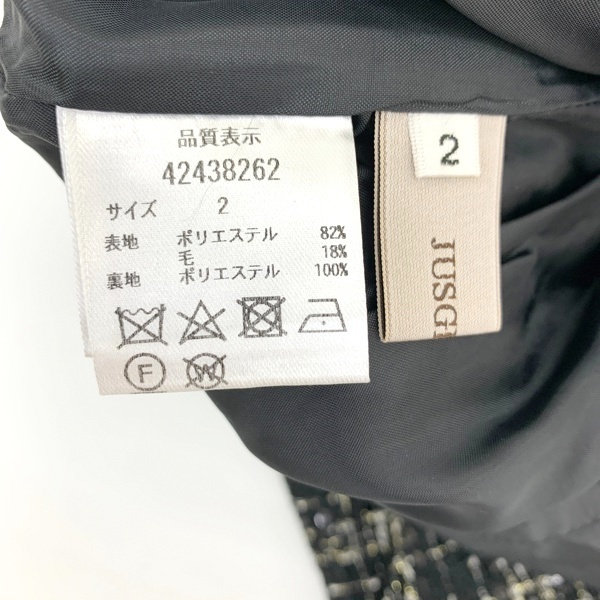 品質表示
42438262
サイズ 2
表地 ポリエステル 82%
毛 18%
裏地 ポリエステル 100%
F
W
2
JUSG